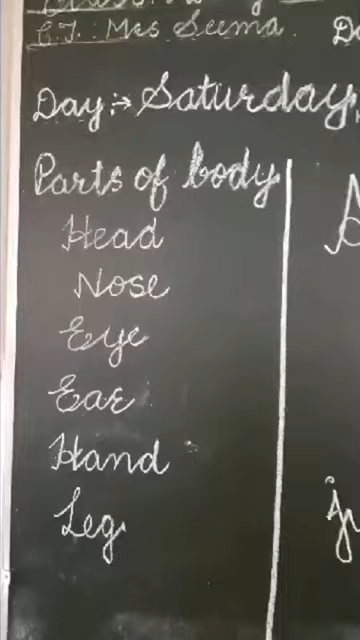 C.T. : Mrs Seema.
Day :→ Saturday,
Parts of body
Head
Nose
Eye
Ear
Hand
Leg